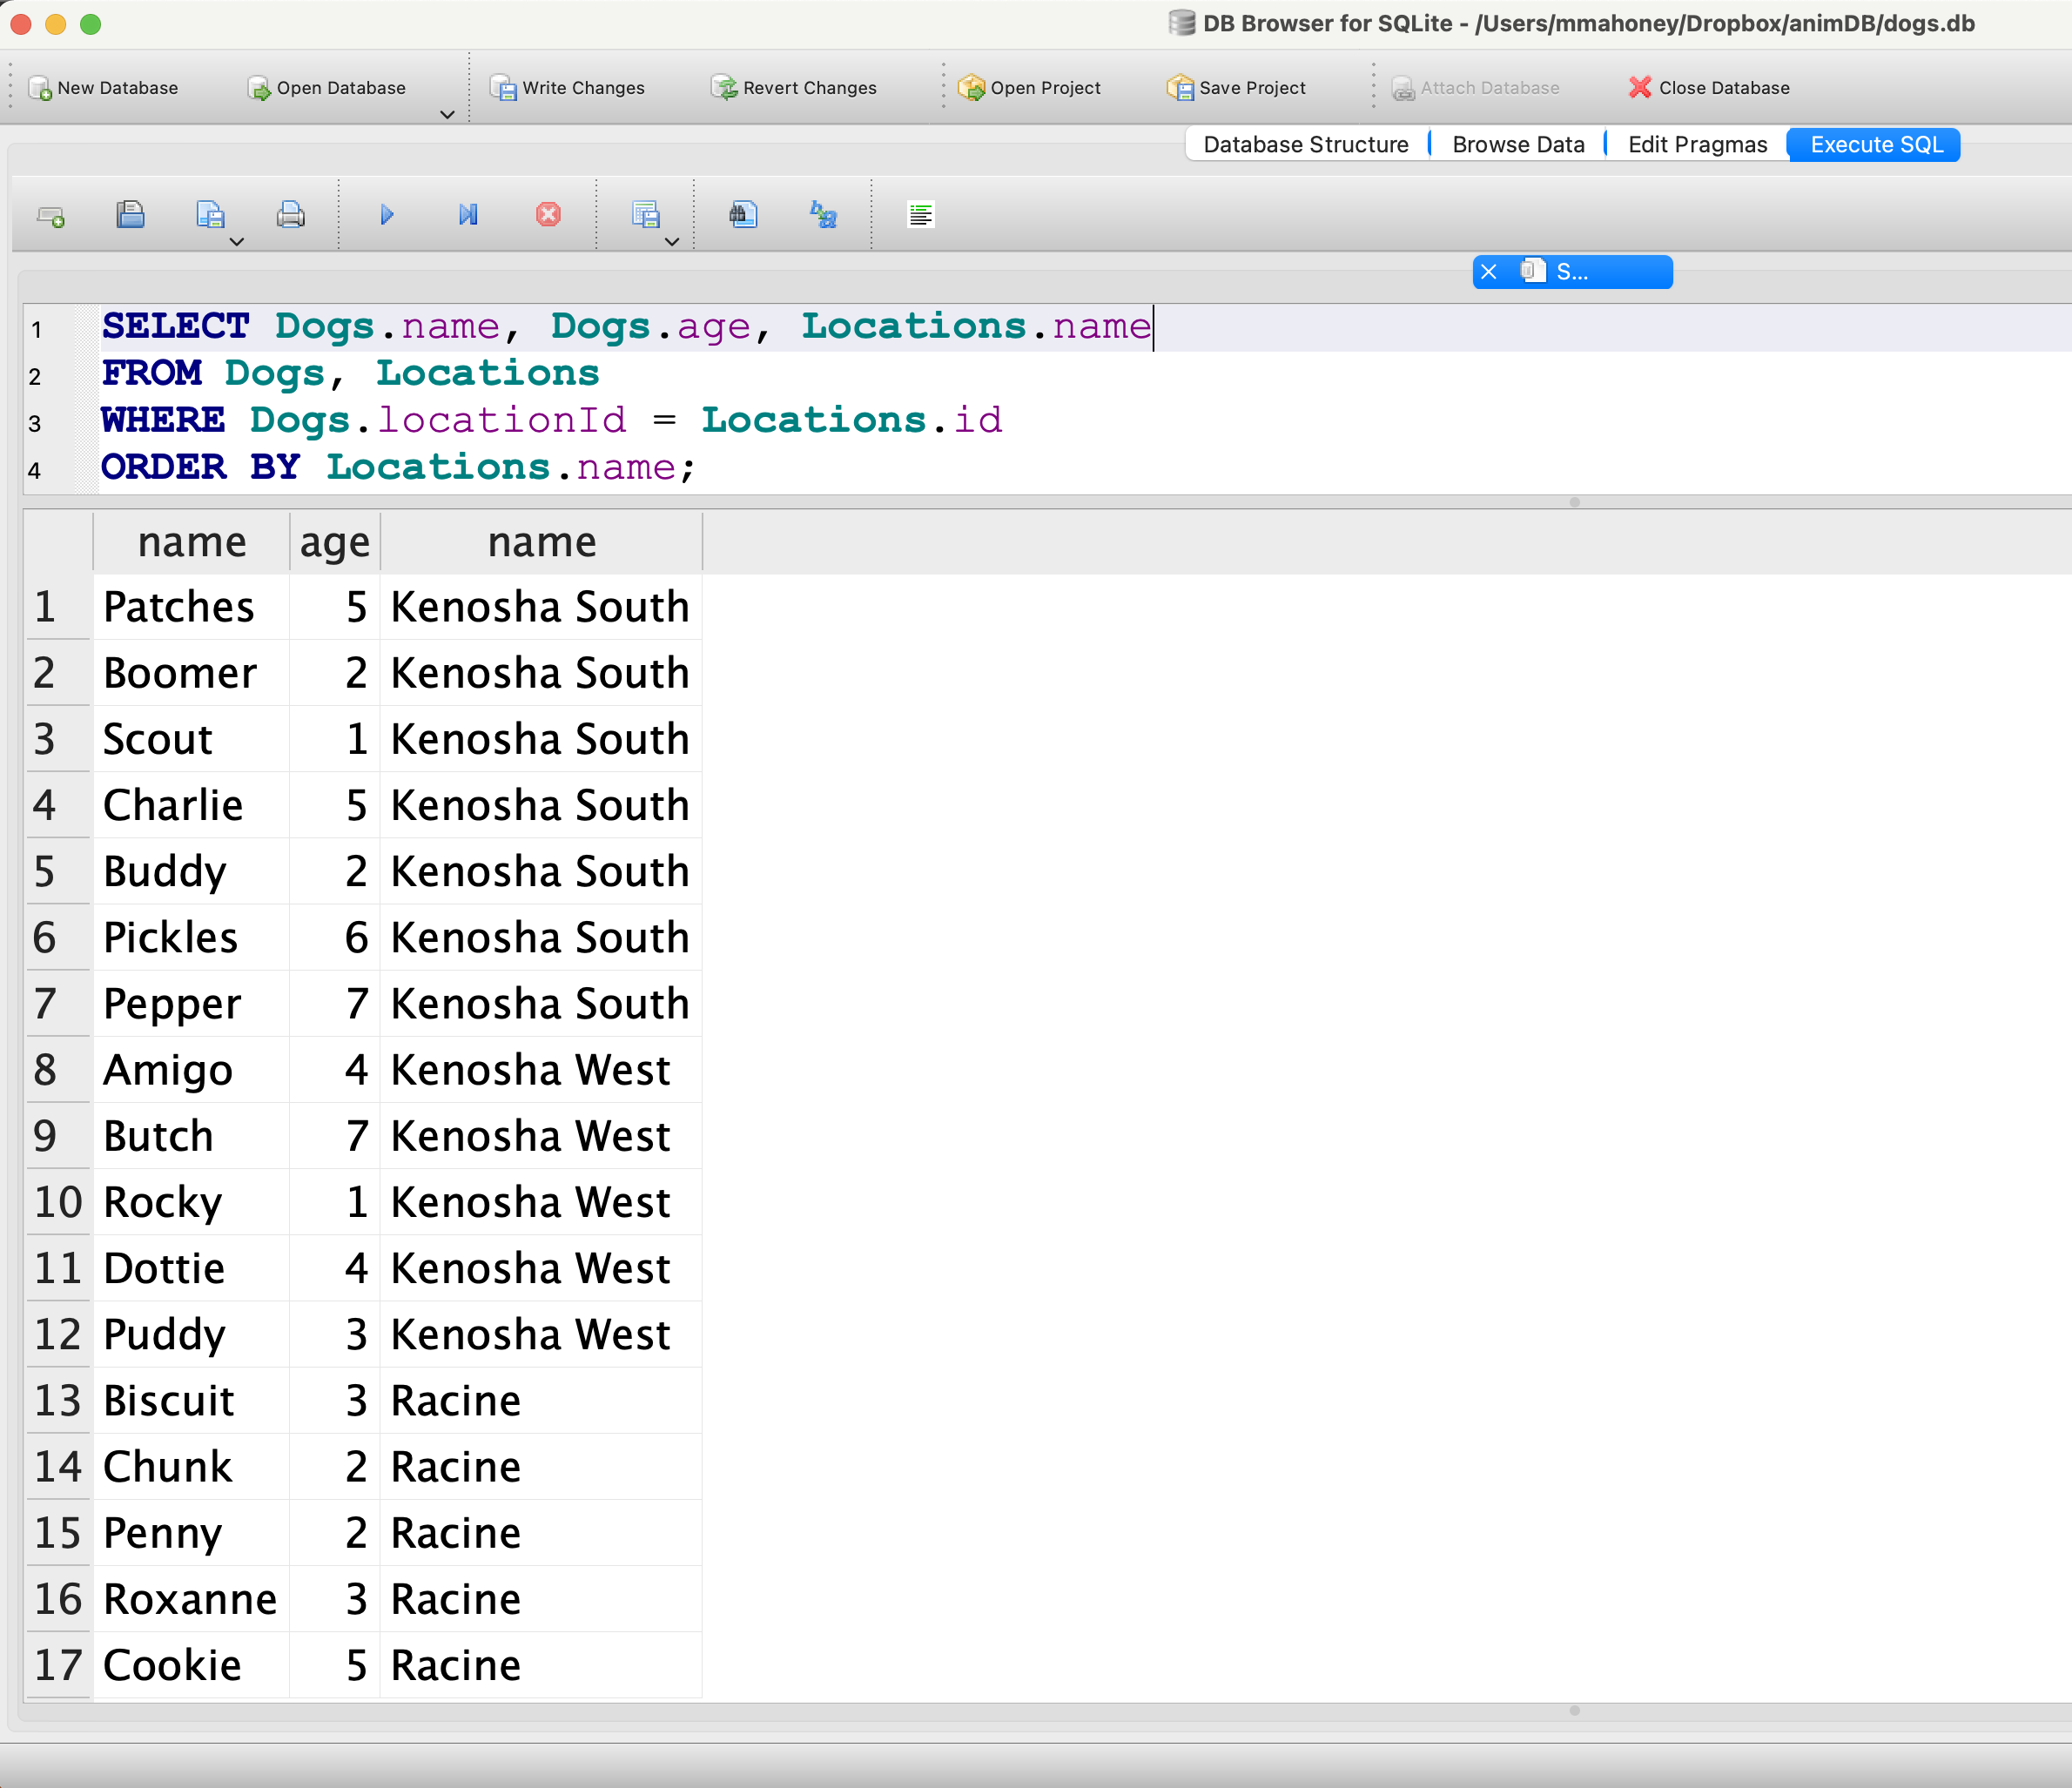 DB Browser for SQLite - /Users/mmahoney/Dropbox/animDB/dogs.db
New Database Open Database Write Changes Revert Changes Open Project Save Project Attach Database Close Database
Database Structure Browse Data Edit Pragmas Execute SQL
S...
1 SELECT Dogs.name, Dogs.age, Locations.name
2 FROM Dogs, Locations
3 WHERE Dogs.locationId = Locations.id
4 ORDER BY Locations.name;
name age name
1 Patches 5 Kenosha South
2 Boomer 2 Kenosha South
3 Scout 1 Kenosha South
4 Charlie 5 Kenosha South
5 Buddy 2 Kenosha South
6 Pickles 6 Kenosha South
7 Pepper 7 Kenosha South
8 Amigo 4 Kenosha West
9 Butch 7 Kenosha West
10 Rocky 1 Kenosha West
11 Dottie 4 Kenosha West
12 Puddy 3 Kenosha West
13 Biscuit 3 Racine
14 Chunk 2 Racine
15 Penny 2 Racine
16 Roxanne 3 Racine
17 Cookie 5 Racine